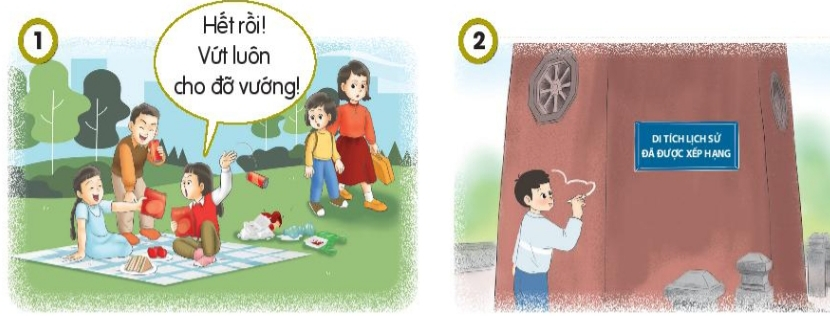 1
Hết rồi!
Vứt luôn
cho đỡ vướng!
2
DI TÍCH LỊCH SỬ
ĐÃ ĐƯỢC XẾP HẠNG